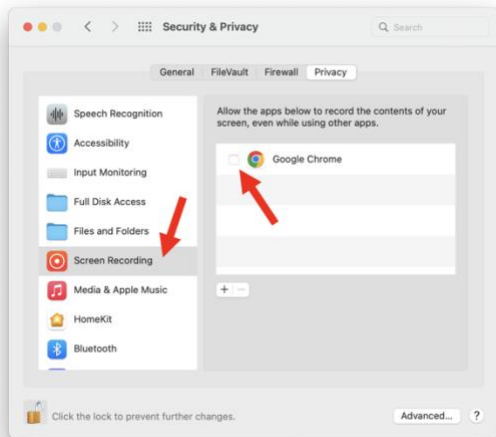 Security & Privacy
Search
General
FileVault
Firewall
Privacy
Speech Recognition
Accessibility
Input Monitoring
Full Disk Access
Files and Folders
Screen Recording
Media & Apple Music
HomeKit
Bluetooth
Allow the apps below to record the contents of your
screen, even while using other apps.
Google Chrome
+
−
Click the lock to prevent further changes.
Advanced...
?